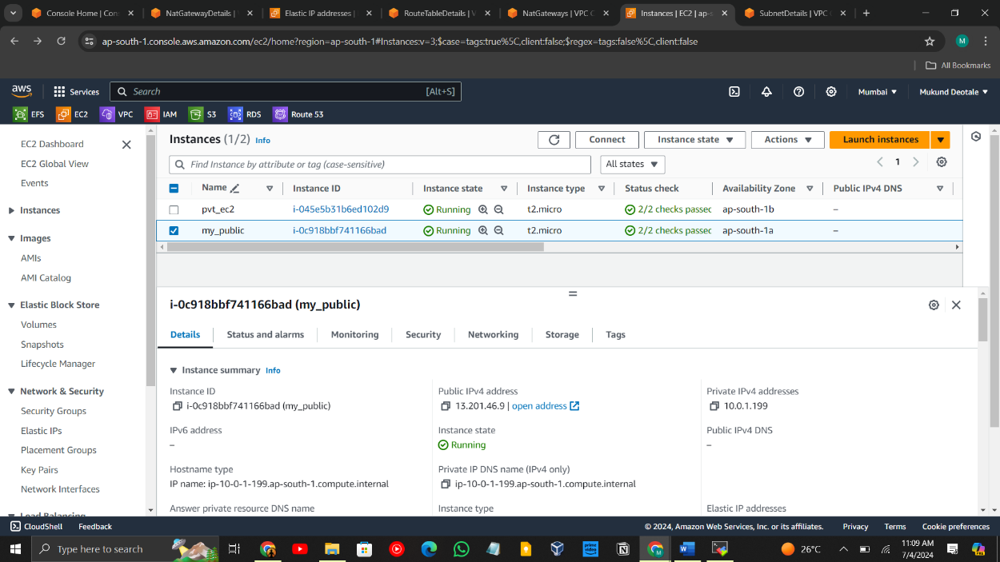 Console Home | Con
NatGatewayDetails |
Elastic IP addresses |
RouteTableDetails | V
NatGateways | VPC C
Instances | EC2 | ap-s
SubnetDetails | VPC
ap-south-1.console.aws.amazon.com/ec2/home?region=ap-south-1#Instances:v=3;$case=tags:true%5C,client:false;$regex=tags:false%5C,client:false
M
All Bookmarks
aws
Services
Search
[Alt+S]
Mumbai
Mukund Deotale
EFS
EC2
VPC
IAM
S3
RDS
Route 53
EC2 Dashboard
EC2 Global View
Events
Instances
Images
AMIs
AMI Catalog
Elastic Block Store
Volumes
Snapshots
Lifecycle Manager
Network & Security
Security Groups
Elastic IPs
Placement Groups
Key Pairs
Network Interfaces
Load Balancing
Instances (1/2) Info
Connect
Instance state
Actions
Launch instances
Find Instance by attribute or tag (case-sensitive)
All states
1
Name Instance ID Instance state Instance type Status check Availability Zone Public IPv4 DNS
pvt_ec2 i-045e5b31b6ed102d9 Running t2.micro 2/2 checks passed ap-south-1b –
my_public i-0c918bbf741166bad Running t2.micro 2/2 checks passed ap-south-1a –
i-0c918bbf741166bad (my_public)
Details Status and alarms Monitoring Security Networking Storage Tags
Instance summary Info
Instance ID
i-0c918bbf741166bad (my_public)
Public IPv4 address
13.201.46.9 | open address
Private IPv4 addresses
10.0.1.199
IPv6 address
–
Instance state
Running
Public IPv4 DNS
–
Hostname type
IP name: ip-10-0-1-199.ap-south-1.compute.internal
Private IP DNS name (IPv4 only)
ip-10-0-1-199.ap-south-1.compute.internal
Answer private resource DNS name
Instance type
Elastic IP addresses
CloudShell
Feedback
© 2024, Amazon Web Services, Inc. or its affiliates.
Privacy
Terms
Cookie preferences
Type here to search
26°C
11:09 AM
7/4/2024